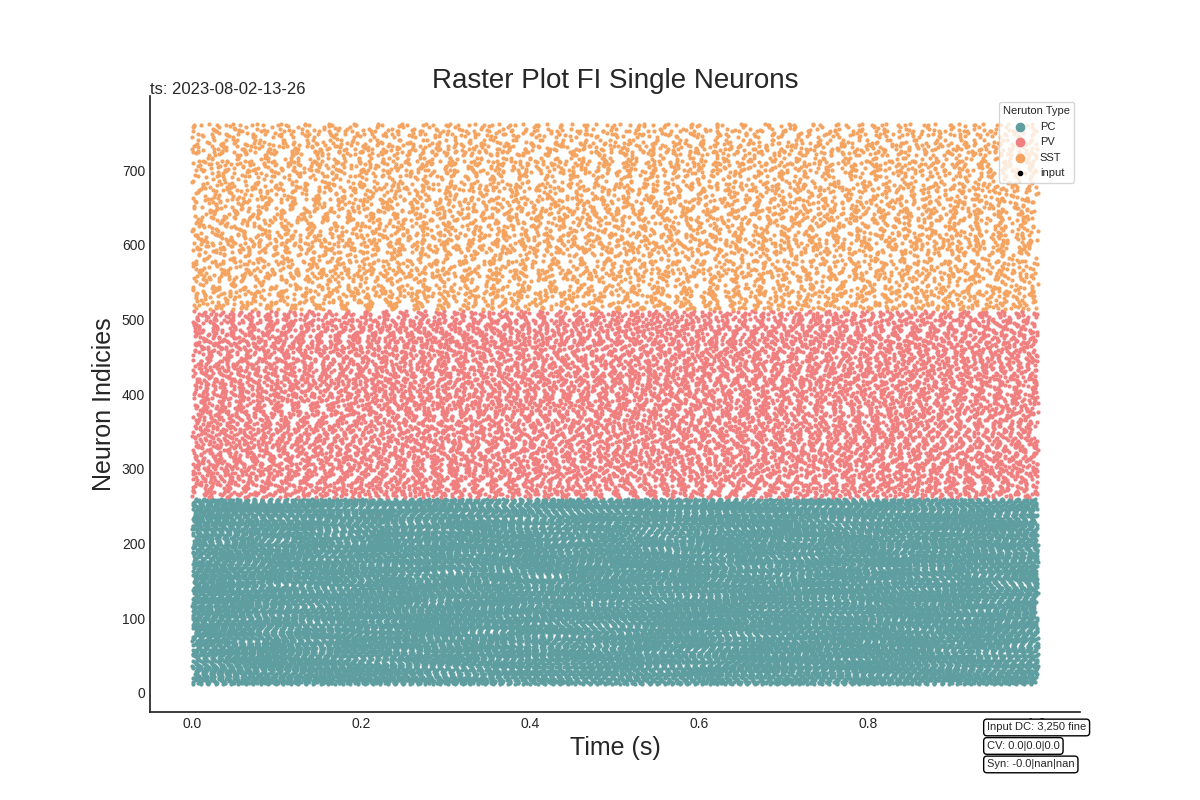 Raster Plot FI Single Neurons
ts: 2023-08-02-13-26
Neruton Type
PC
PV
SST
input
Neuron Indicies
700
600
500
400
300
200
100
0
0.0 0.2 0.4 0.6 0.8
Time (s)
Input DC: 3,250 fine
CV: 0.0|0.0|0.0
Syn: -0.0|nan|nan